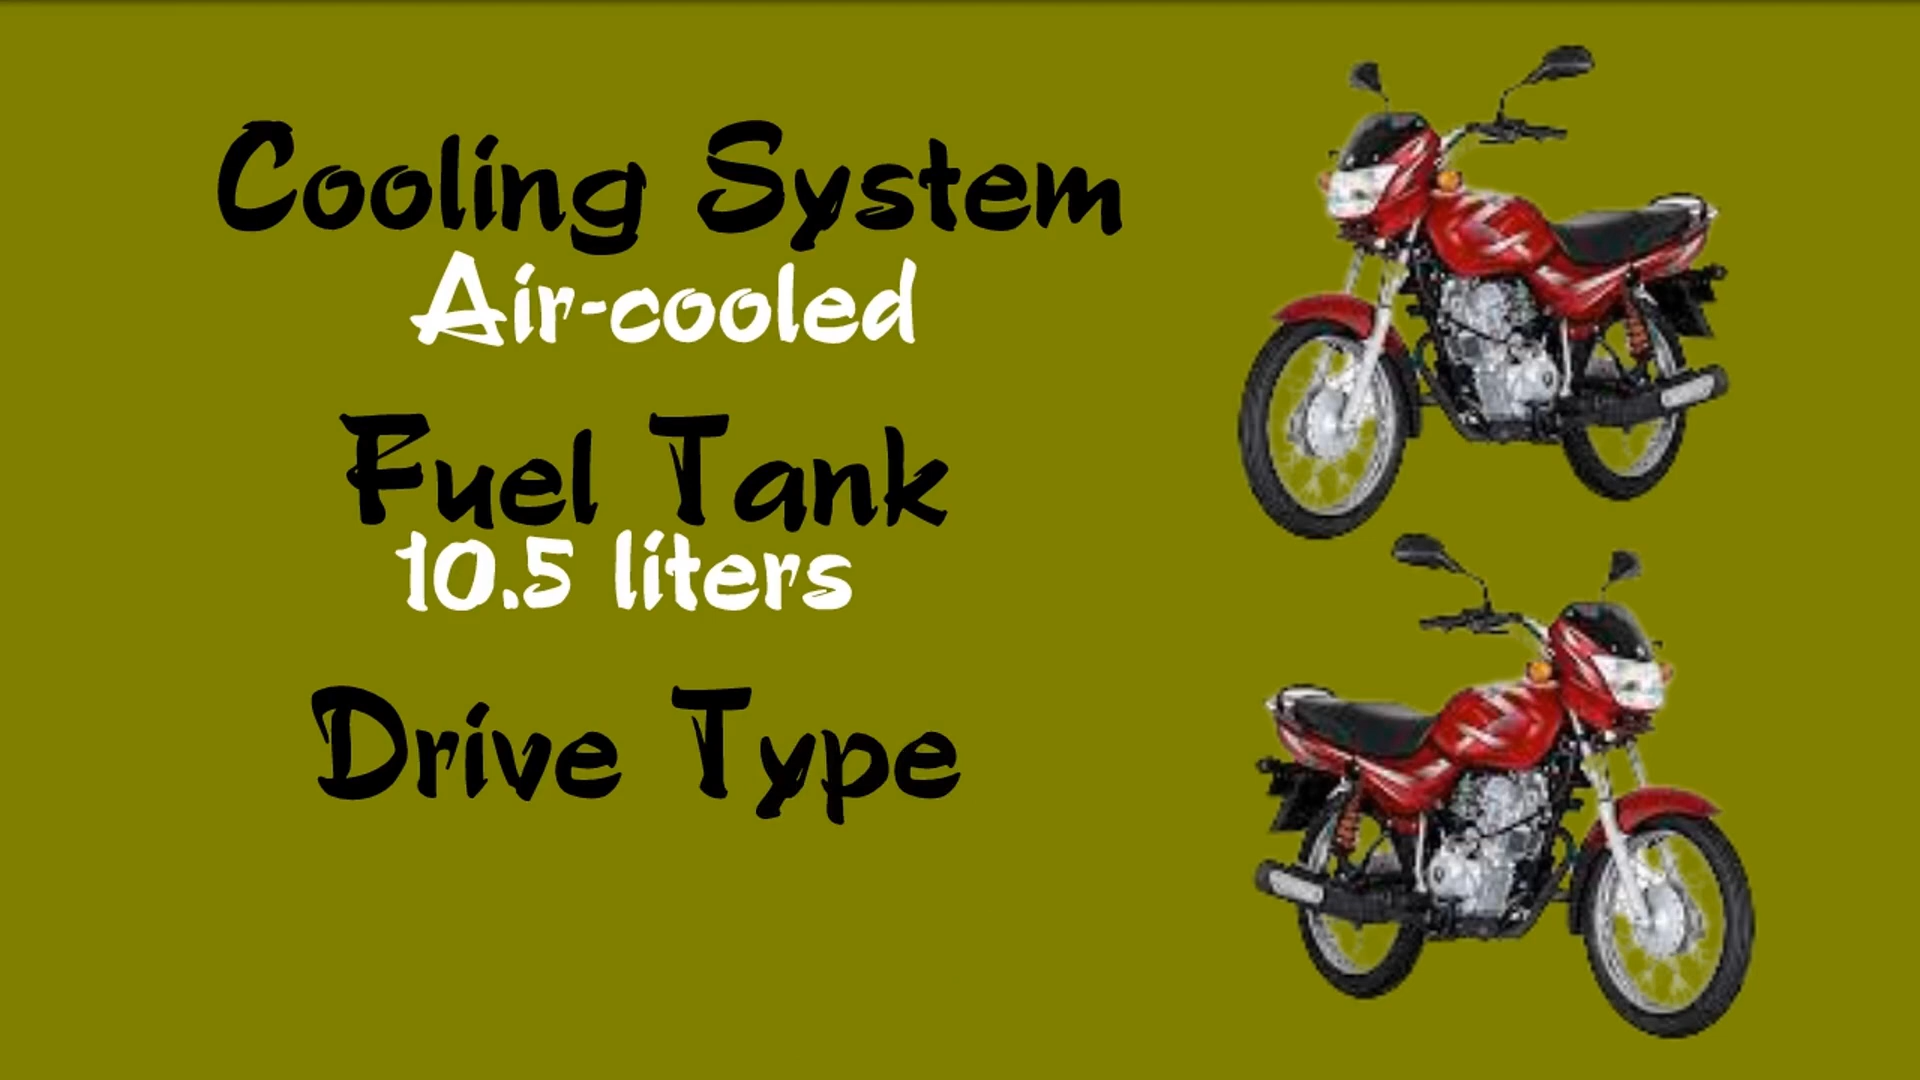 Cooling System
Air-cooled
Fuel Tank
10.5 liters
Drive Type